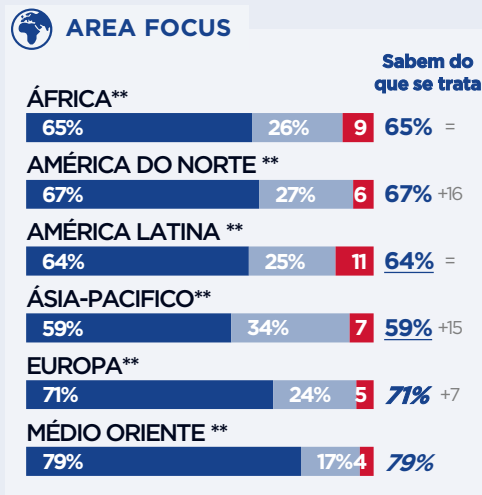 AREA FOCUS
Sabem do
que se trata
ÁFRICA**
65% 26% 9 65% =
AMÉRICA DO NORTE **
67% 27% 6 67% +16
AMÉRICA LATINA **
64% 25% 11 64% =
ÁSIA-PACIFICO**
59% 34% 7 59% +15
EUROPA**
71% 24% 5 71% +7
MÉDIO ORIENTE **
79% 17% 4 79%